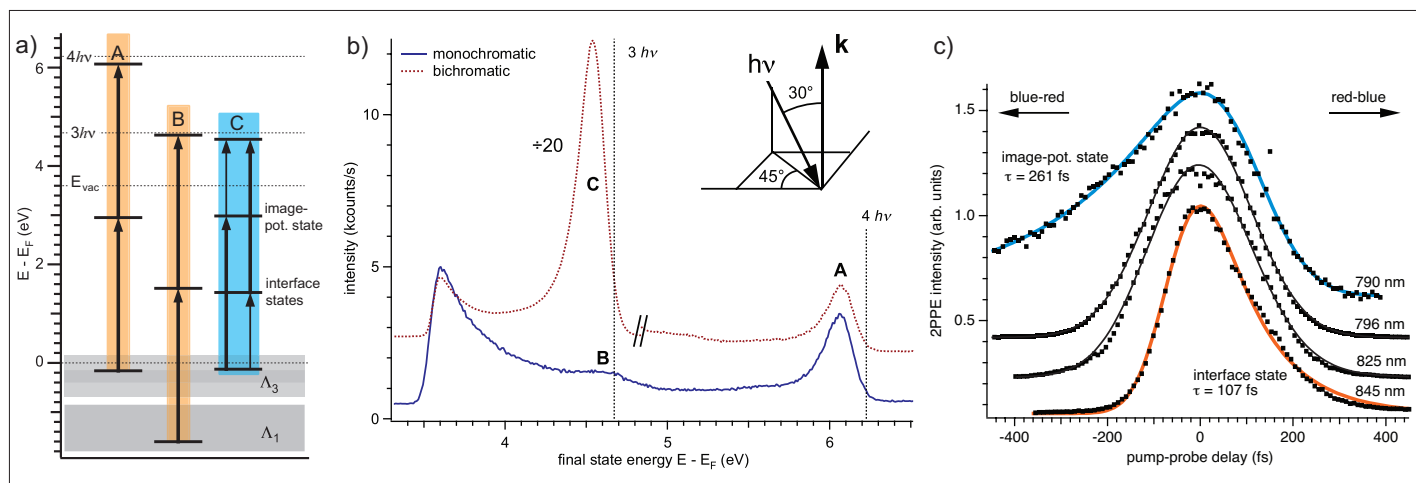 a)
E - E_F (eV)
6
4
2
0
4hν
3hν
E_vac
A
B
C
image-
pot. state
interface
states
Λ_3
Λ_1
b)
monochromatic
bichromatic
intensity (kcounts/s)
10
5
0
3 hν
4 hν
÷20
C
B
A
hν
k
30°
45°
4
5
6
final state energy E - E_F (eV)
c)
2PPE intensity (arb. units)
1.5
1.0
0.5
blue-red
red-blue
image-pot. state
τ = 261 fs
790 nm
796 nm
825 nm
845 nm
interface state
τ = 107 fs
-400
-200
0
200
400
pump-probe delay (fs)